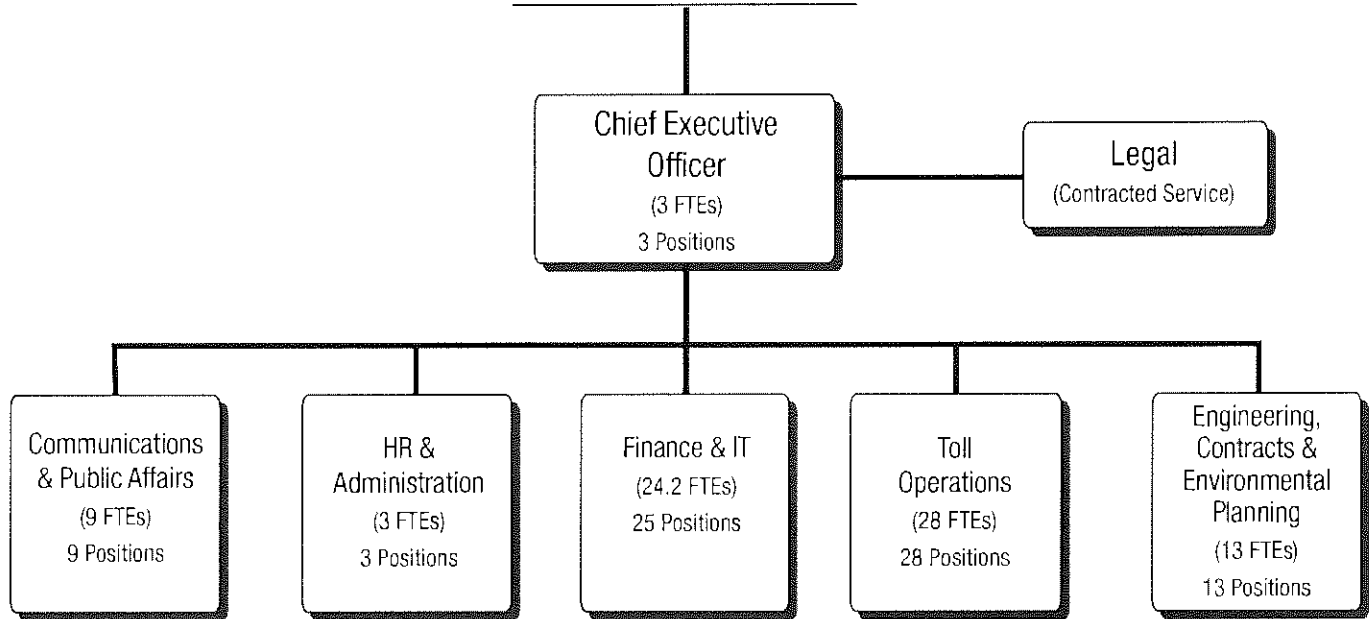 Chief Executive
Officer
(3 FTEs)
3 Positions
Legal
(Contracted Service)
Communications
& Public Affairs
(9 FTEs)
9 Positions
HR &
Administration
(3 FTEs)
3 Positions
Finance & IT
(24.2 FTEs)
25 Positions
Toll
Operations
(28 FTEs)
28 Positions
Engineering,
Contracts &
Environmental
Planning
(13 FTEs)
13 Positions